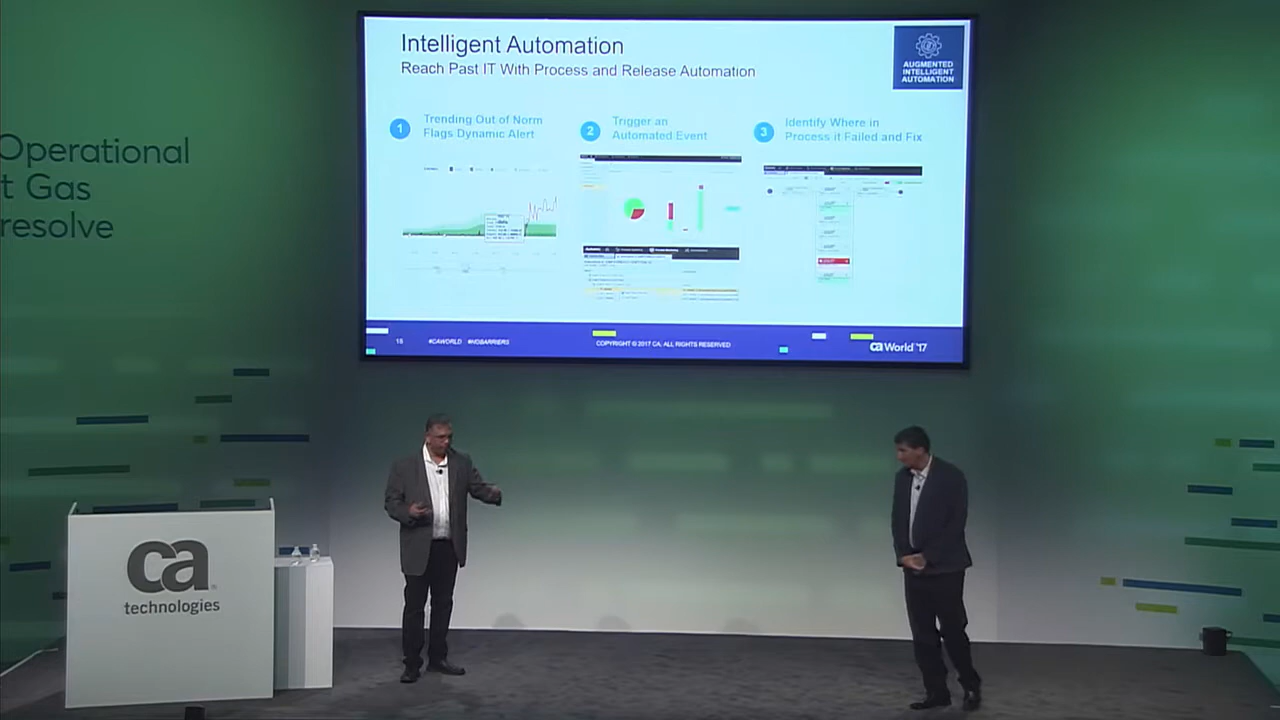 Intelligent Automation
Reach Past IT With Process and Release Automation
AUGMENTED
INTELLIGENT
AUTOMATION
1
Trending Out of Norm
Flags Dynamic Alert
2
Trigger an
Automated Event
3
Identify Where in
Process it Failed and Fix
#CAWORLD #NOBARRIERS
COPYRIGHT © 2017 CA, ALL RIGHTS RESERVED
ca World '17
Operational
t Gas
resolve
ca
technologies